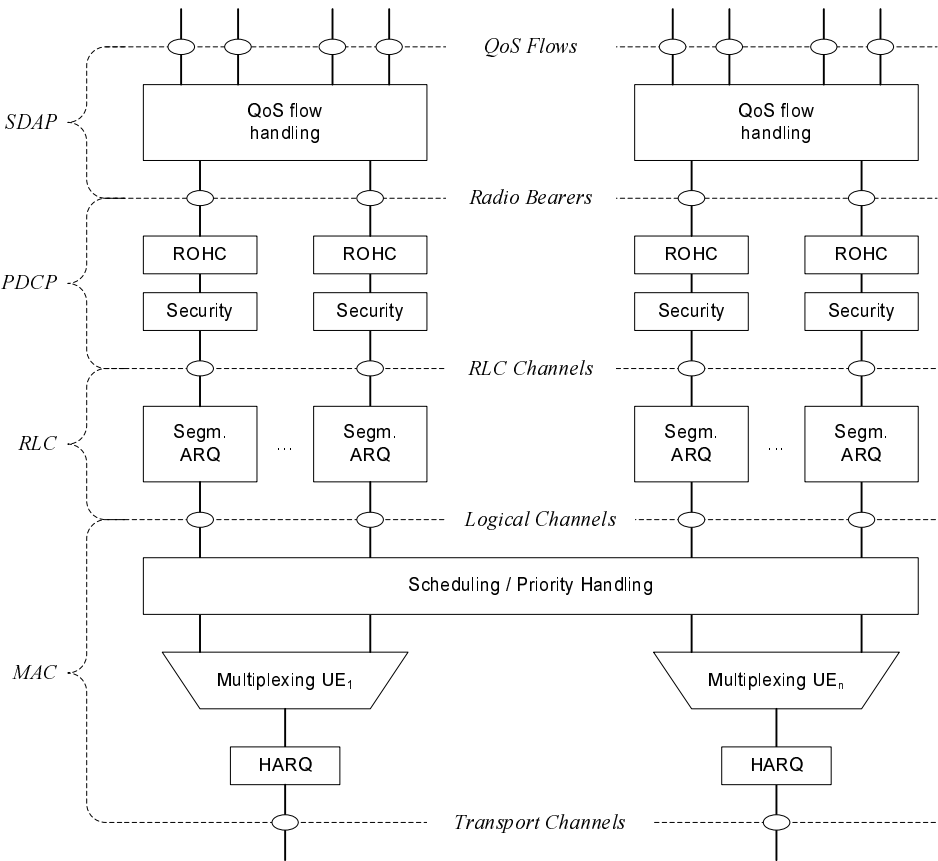 QoS Flows
QoS flow
handling
QoS flow
handling
SDAP
Radio Bearers
ROHC
ROHC
ROHC
ROHC
PDCP
Security
Security
Security
Security
RLC Channels
Segm.
ARQ
...
Segm.
ARQ
Segm.
ARQ
...
Segm.
ARQ
RLC
Logical Channels
Scheduling / Priority Handling
MAC
Multiplexing UE₁
Multiplexing UEₙ
HARQ
HARQ
Transport Channels